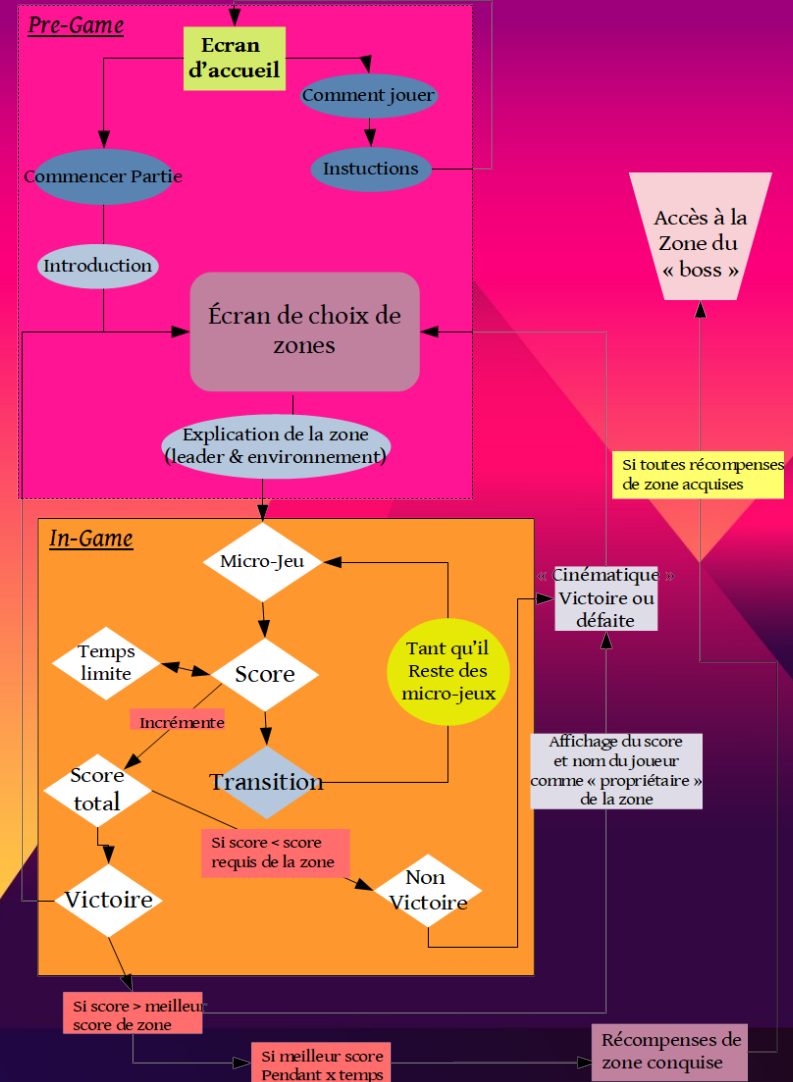 Pre-Game
Ecran
d'accueil
Comment jouer
Instuctions
Commencer Partie
Introduction
Écran de choix de
zones
Explication de la zone
(leader & environnement)
Accès à la
Zone du
« boss »
Si toutes récompenses
de zone acquises
In-Game
Micro-Jeu
Temps
limite
Score
Tant qu'il
Reste des
micro-jeux
Incrémente
Score
total
Transition
Si score < score
requis de la zone
Victoire
Non
Victoire
« Cinématique »
Victoire ou
défaite
Affichage du score
et nom du joueur
comme « propriétaire »
de la zone
Si score > meilleur
score de zone
Si meilleur score
Pendant x temps
Récompenses de
zone conquise